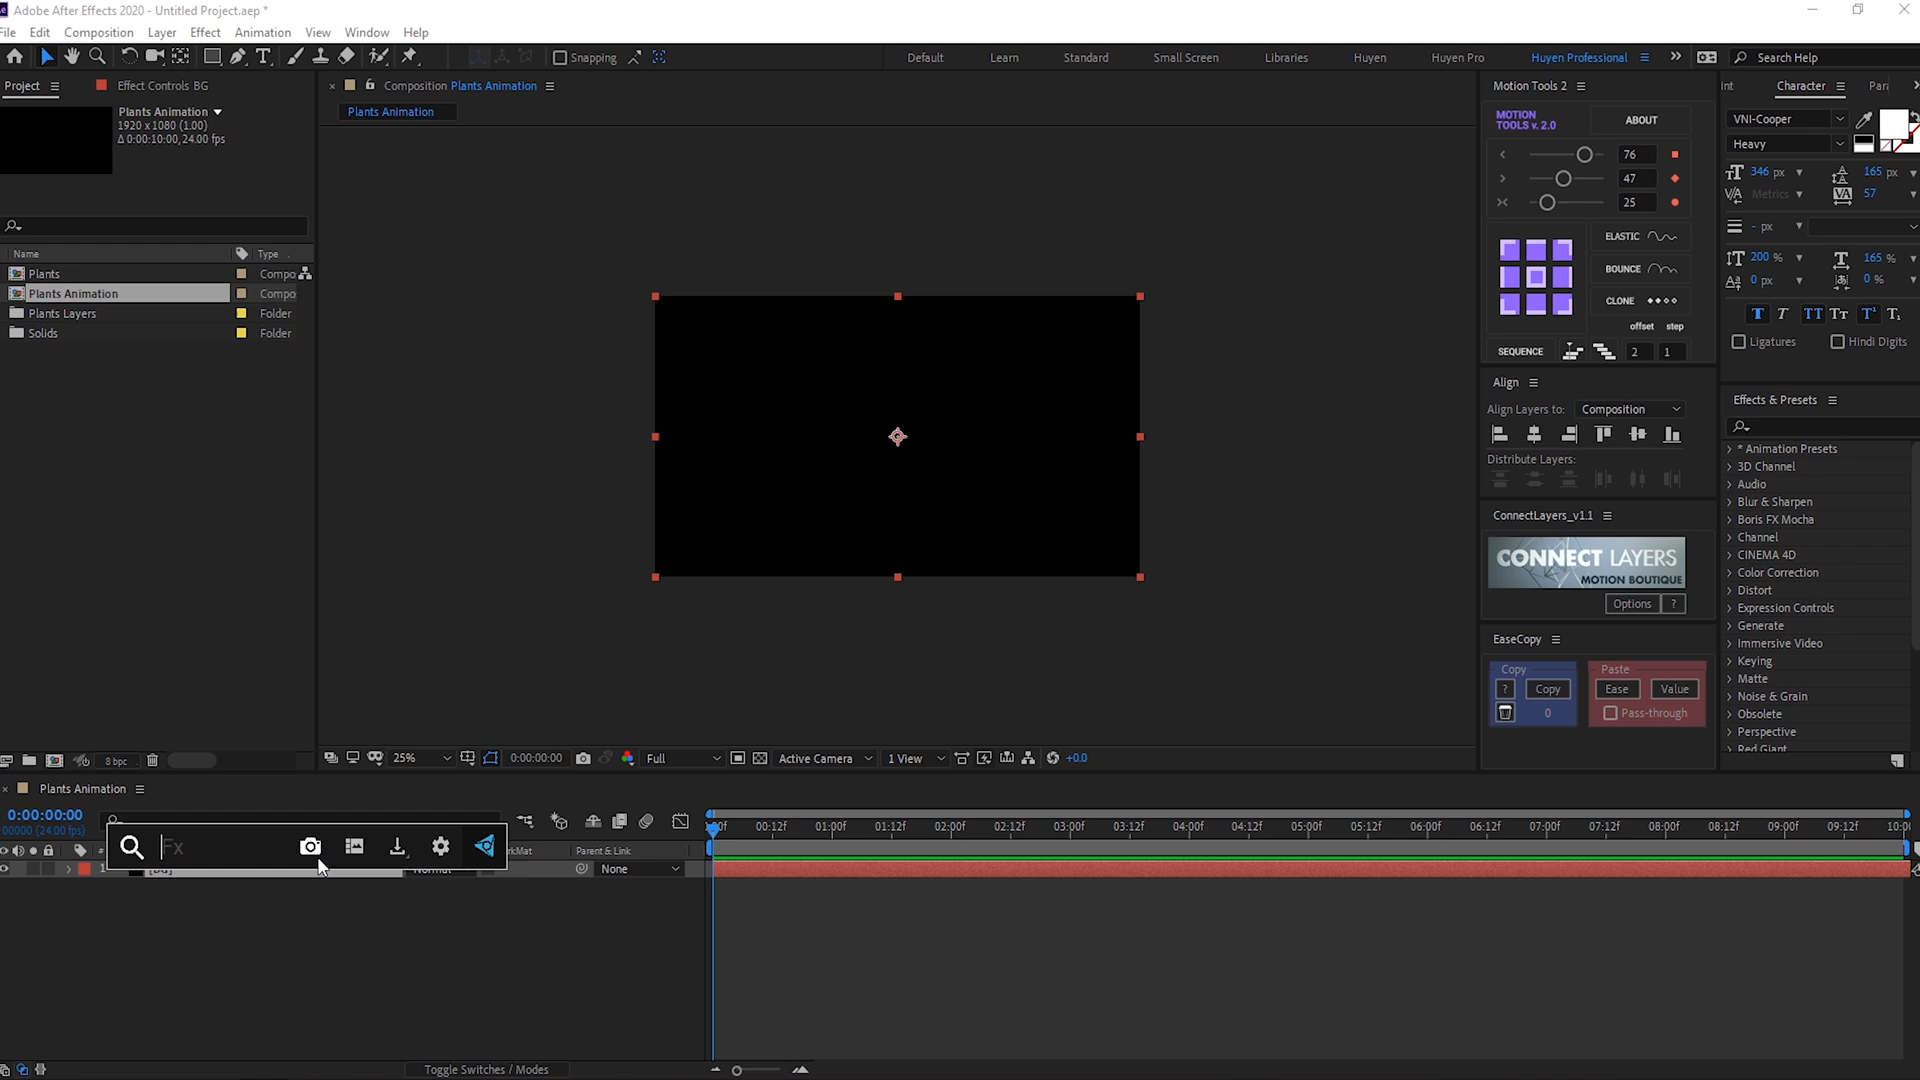 Adobe After Effects 2020 - Untitled Project.aep *
File Edit Composition Layer Effect Animation View Window Help
Snapping Default Learn Standard Small Screen Libraries Huyen Huyen Pro Huyen Professional Search Help
Project Effect Controls BG
Plants Animation
1920 x 1080 (1.00)
Δ 0:00:10:00, 24.00 fps
Name Type
Plants Compo
Plants Animation Compo
Plants Layers Folder
Solids Folder
8 bpc
Composition Plants Animation
Plants Animation
25% 0:00:00:00 Full Active Camera 1 View +0.0
Motion Tools 2
MOTION
TOOLS v. 2.0
ABOUT
76
47
25
ELASTIC
BOUNCE
CLONE
offset step
SEQUENCE 2 1
Align
Align Layers to: Composition
Distribute Layers:
ConnectLayers_v1.1
CONNECT LAYERS
MOTION BOUTIQUE
Options ?
EaseCopy
Copy Paste
? Copy Ease Value
0 Pass-through
Character
VNI-Cooper
Heavy
346 px 165 px
Metrics 57
- px
200 % 165 %
0 px 0 %
Ligatures Hindi Digits
Effects & Presets
* Animation Presets
3D Channel
Audio
Blur & Sharpen
Boris FX Mocha
Channel
CINEMA 4D
Color Correction
Distort
Expression Controls
Generate
Immersive Video
Keying
Matte
Noise & Grain
Obsolete
Perspective
Red Giant
Plants Animation
0:00:00:00
00000 (24.00 fps)
Fx
Parent & Link
1 Normal None
00:12f 01:00f 01:12f 02:00f 02:12f 03:00f 03:12f 04:00f 04:12f 05:00f 05:12f 06:00f 06:12f 07:00f 07:12f 08:00f 08:12f 09:00f 09:12f
Toggle Switches / Modes